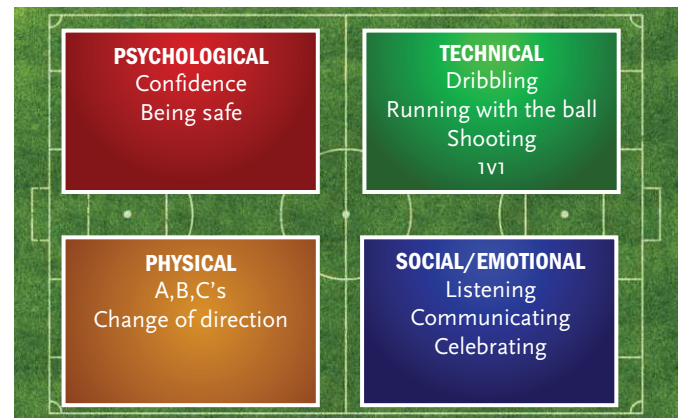 PSYCHOLOGICAL
Confidence
Being safe
TECHNICAL
Dribbling
Running with the ball
Shooting
1v1
PHYSICAL
A,B,C's
Change of direction
SOCIAL/EMOTIONAL
Listening
Communicating
Celebrating